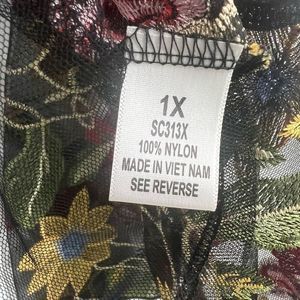 1X
SC313X
100% NYLON
MADE IN VIET NAM
SEE REVERSE